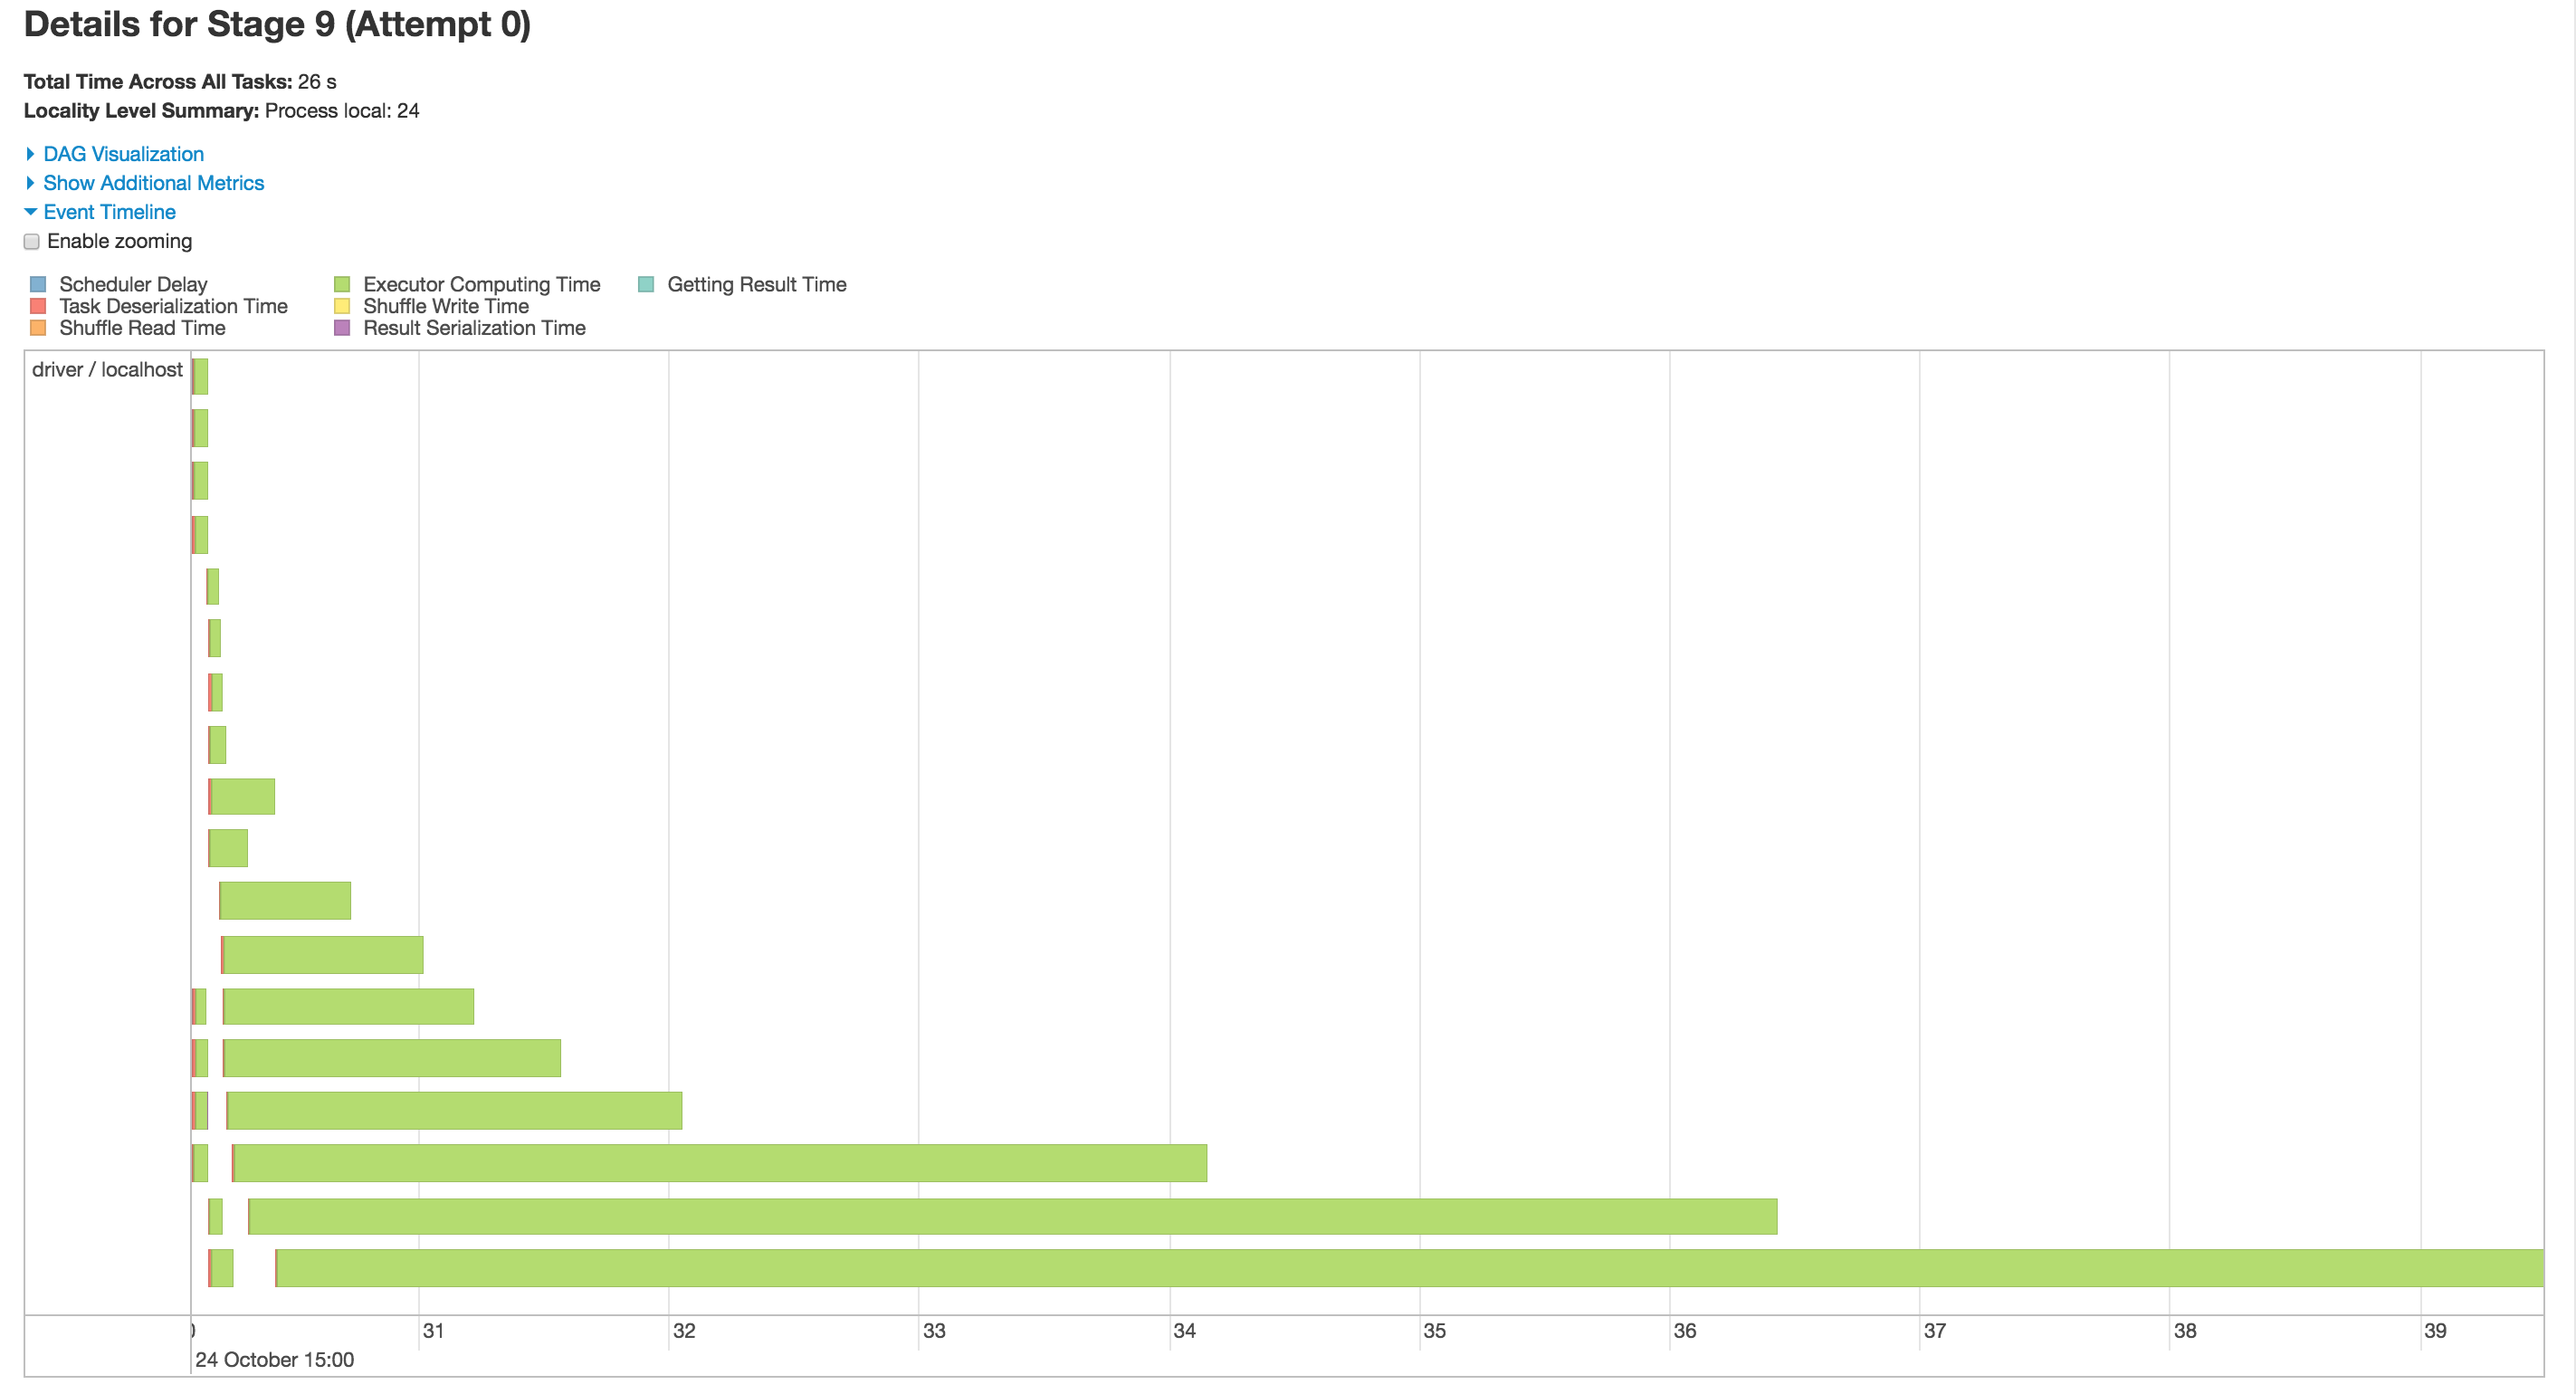 Details for Stage 9 (Attempt 0)
Total Time Across All Tasks: 26 s
Locality Level Summary: Process local: 24
DAG Visualization
Show Additional Metrics
Event Timeline
Enable zooming
Scheduler Delay
Task Deserialization Time
Shuffle Read Time
Executor Computing Time
Shuffle Write Time
Result Serialization Time
Getting Result Time
driver / localhost
31 32 33 34 35 36 37 38 39
24 October 15:00